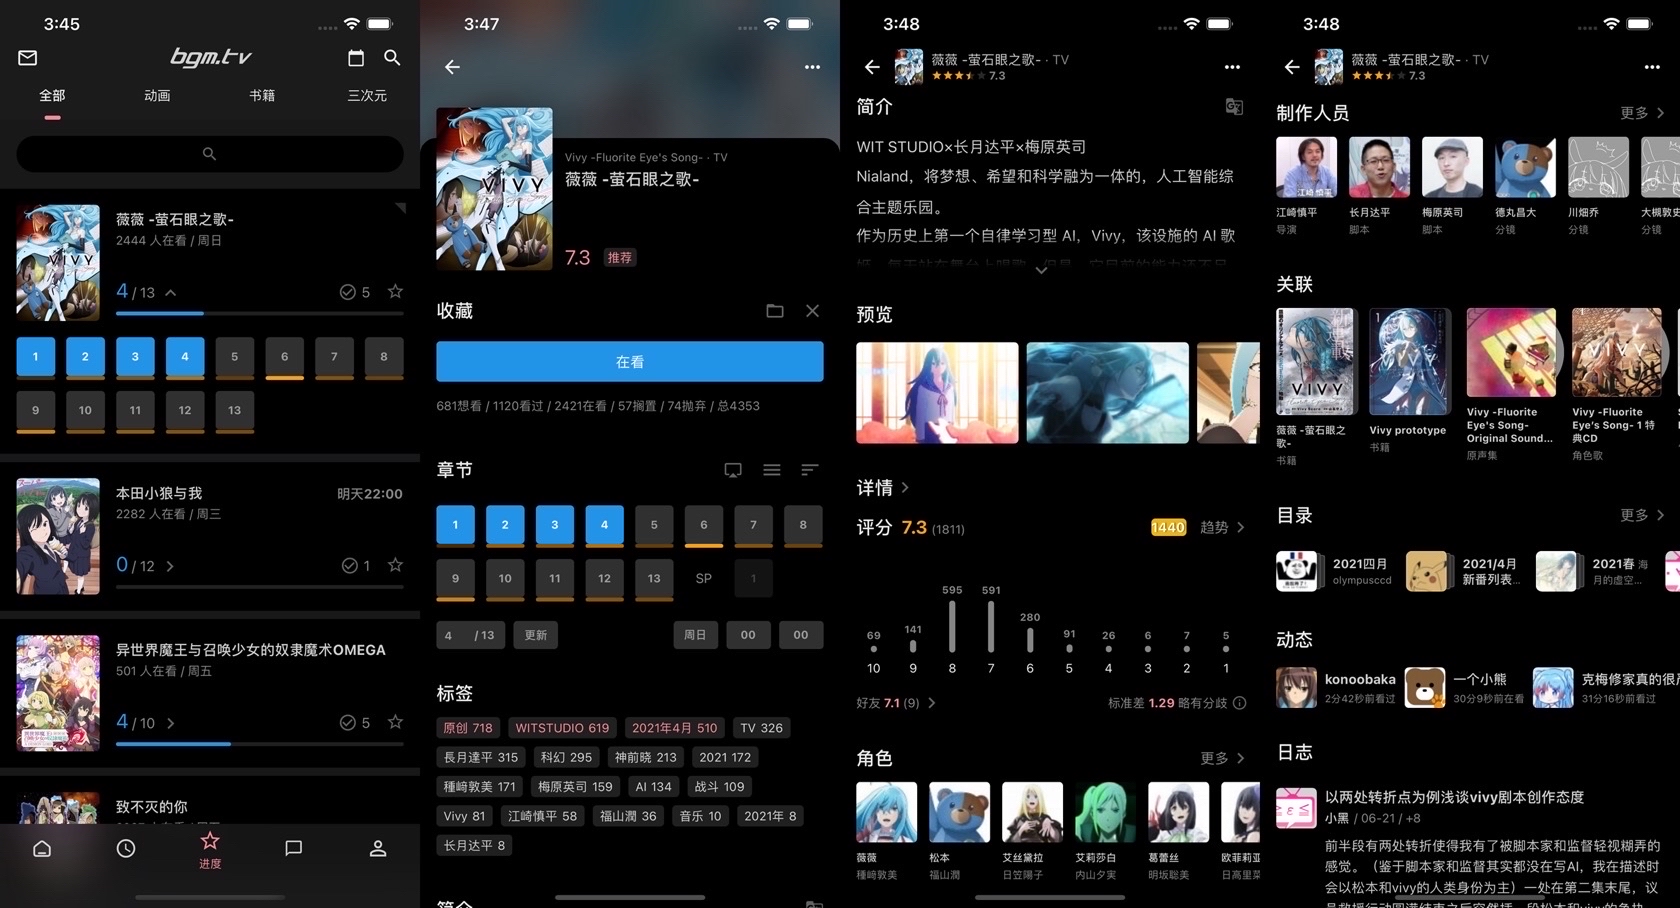 3:45
bgm.tv
全部
动画
书籍
三次元
薇薇 -萤石眼之歌-
2444 人在看 / 周日
4 / 13
5
1
2
3
4
5
6
7
8
9
10
11
12
13
本田小狼与我
明天22:00
2282 人在看 / 周三
0 / 12
1
异世界魔王与召唤少女的奴隶魔术OMEGA
501 人在看 / 周五
4 / 10
5
致不灭的你
进度
3:47
VIVY
Vivy -Fluorite Eye's Song- · TV
薇薇 -萤石眼之歌-
7.3 推荐
收藏
在看
681想看 / 1120看过 / 2421在看 / 57搁置 / 74抛弃 / 总4353
章节
1
2
3
4
5
6
7
8
9
10
11
12
13
SP
1
4 / 13
更新
周日
00
00
标签
原创 718
WITSTUDIO 619
2021年4月 510
TV 326
長月達平 315
科幻 295
神前暁 213
2021 172
種﨑敦美 171
梅原英司 159
AI 134
战斗 109
Vivy 81
江崎慎平 58
福山潤 36
音乐 10
2021年 8
长月达平 8
简介
3:48
薇薇 -萤石眼之歌- · TV
7.3
简介
WIT STUDIO×长月达平×梅原英司
Nialand，将梦想、希望和科学融为一体的，人工智能综
合主题乐园。
作为历史上第一个自律学习型 AI，Vivy，该设施的 AI 歌
预览
详情
评分 7.3 (1811)
1440
趋势
69
141
595
591
280
91
26
6
7
5
10
9
8
7
6
5
4
3
2
1
好友 7.1 (9)
标准差 1.29 略有分歧
角色
更多
薇薇
種﨑敦美
松本
福山潤
艾丝黛拉
日笠陽子
艾莉莎白
内山夕実
葛蕾丝
明坂聡美
欧菲莉亚
日高里菜
3:48
薇薇 -萤石眼之歌- · TV
7.3
制作人员
更多
江崎慎平
导演
长月达平
脚本
梅原英司
脚本
德丸昌大
分镜
川畑乔
分镜
大槻敦史
分镜
关联
薇薇 -萤石眼之
歌-
书籍
Vivy prototype
书籍
Vivy -Fluorite
Eye's Song-
Original Sound...
原声集
Vivy -Fluorite
Eye's Song- 1 特
典CD
角色歌
目录
更多
2021四月
olympusccd
2021/4月
新番列表...
2021春 海
月的虚空...
动态
konoobaka
2分42秒前看过
一个小熊
30分9秒前在看
克梅修家真的很
31分16秒前看过
日志
以两处转折点为例浅谈vivy剧本创作态度
小黑 / 06-21 / +8
前半段有两处转折使得我有了被脚本家和监督轻视糊弄的
感觉。（鉴于脚本家和监督其实都没在写AI，我在描述时
会以松本和vivy的人类身份为主）一处在第二集末尾，议